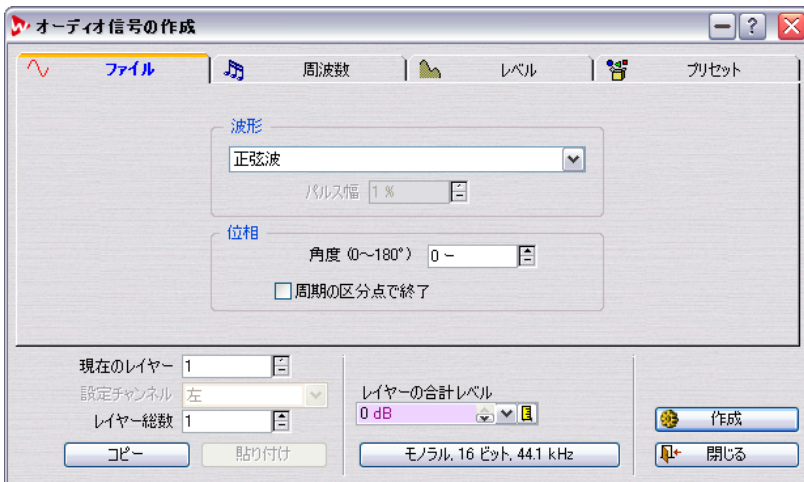 オーディオ信号の作成
ファイル 周波数 レベル プリセット
波形
正弦波
パルス幅 1 %
位相
角度 (0～180°) 0 ~
周期の区分点で終了
現在のレイヤー 1
設定チャンネル 左
レイヤー総数 1
コピー 貼り付け
レイヤーの合計レベル
0 dB
モノラル, 16 ビット, 44.1 kHz
作成
閉じる